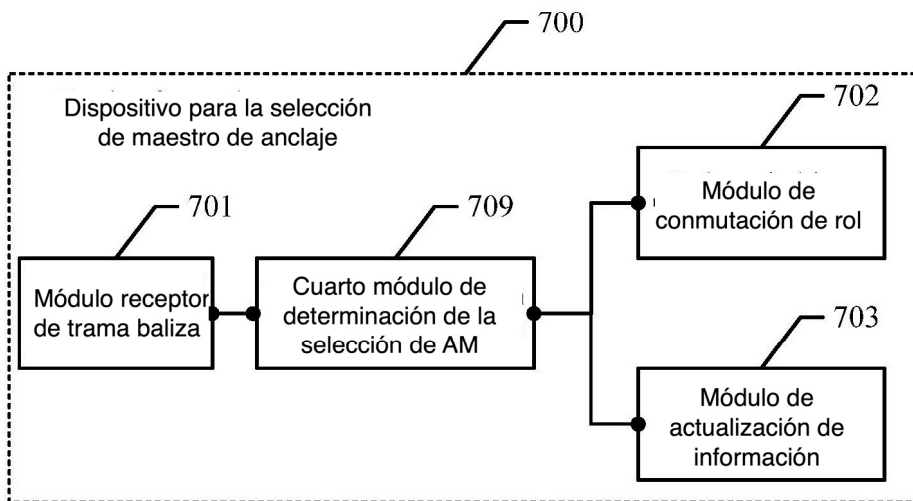 700
Dispositivo para la selección
de maestro de anclaje
702
Módulo de
conmutación de rol
701
709
Módulo receptor
de trama baliza
Cuarto módulo de
determinación de la
selección de AM
703
Módulo de
actualización de
información